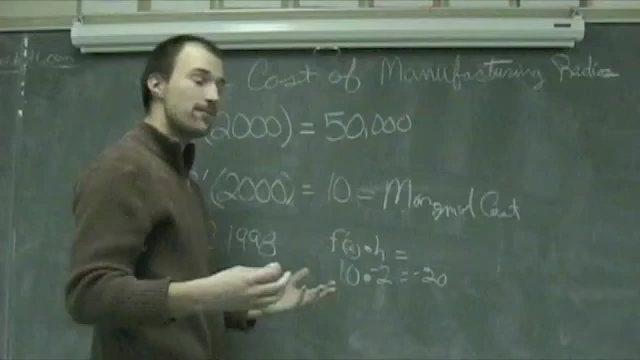 Cost of Manufacturing Radios
(2000) = 50,000
'(2000) = 10 = Marginal Cost
1998
f'(a) • h =
10 • -2 = -20